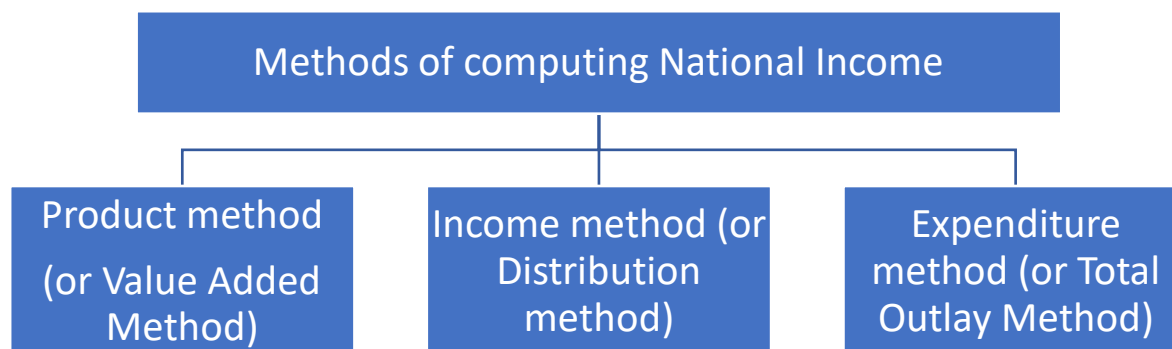 Methods of computing National Income
Product method
(or Value Added
Method)
Income method (or
Distribution
method)
Expenditure
method (or Total
Outlay Method)